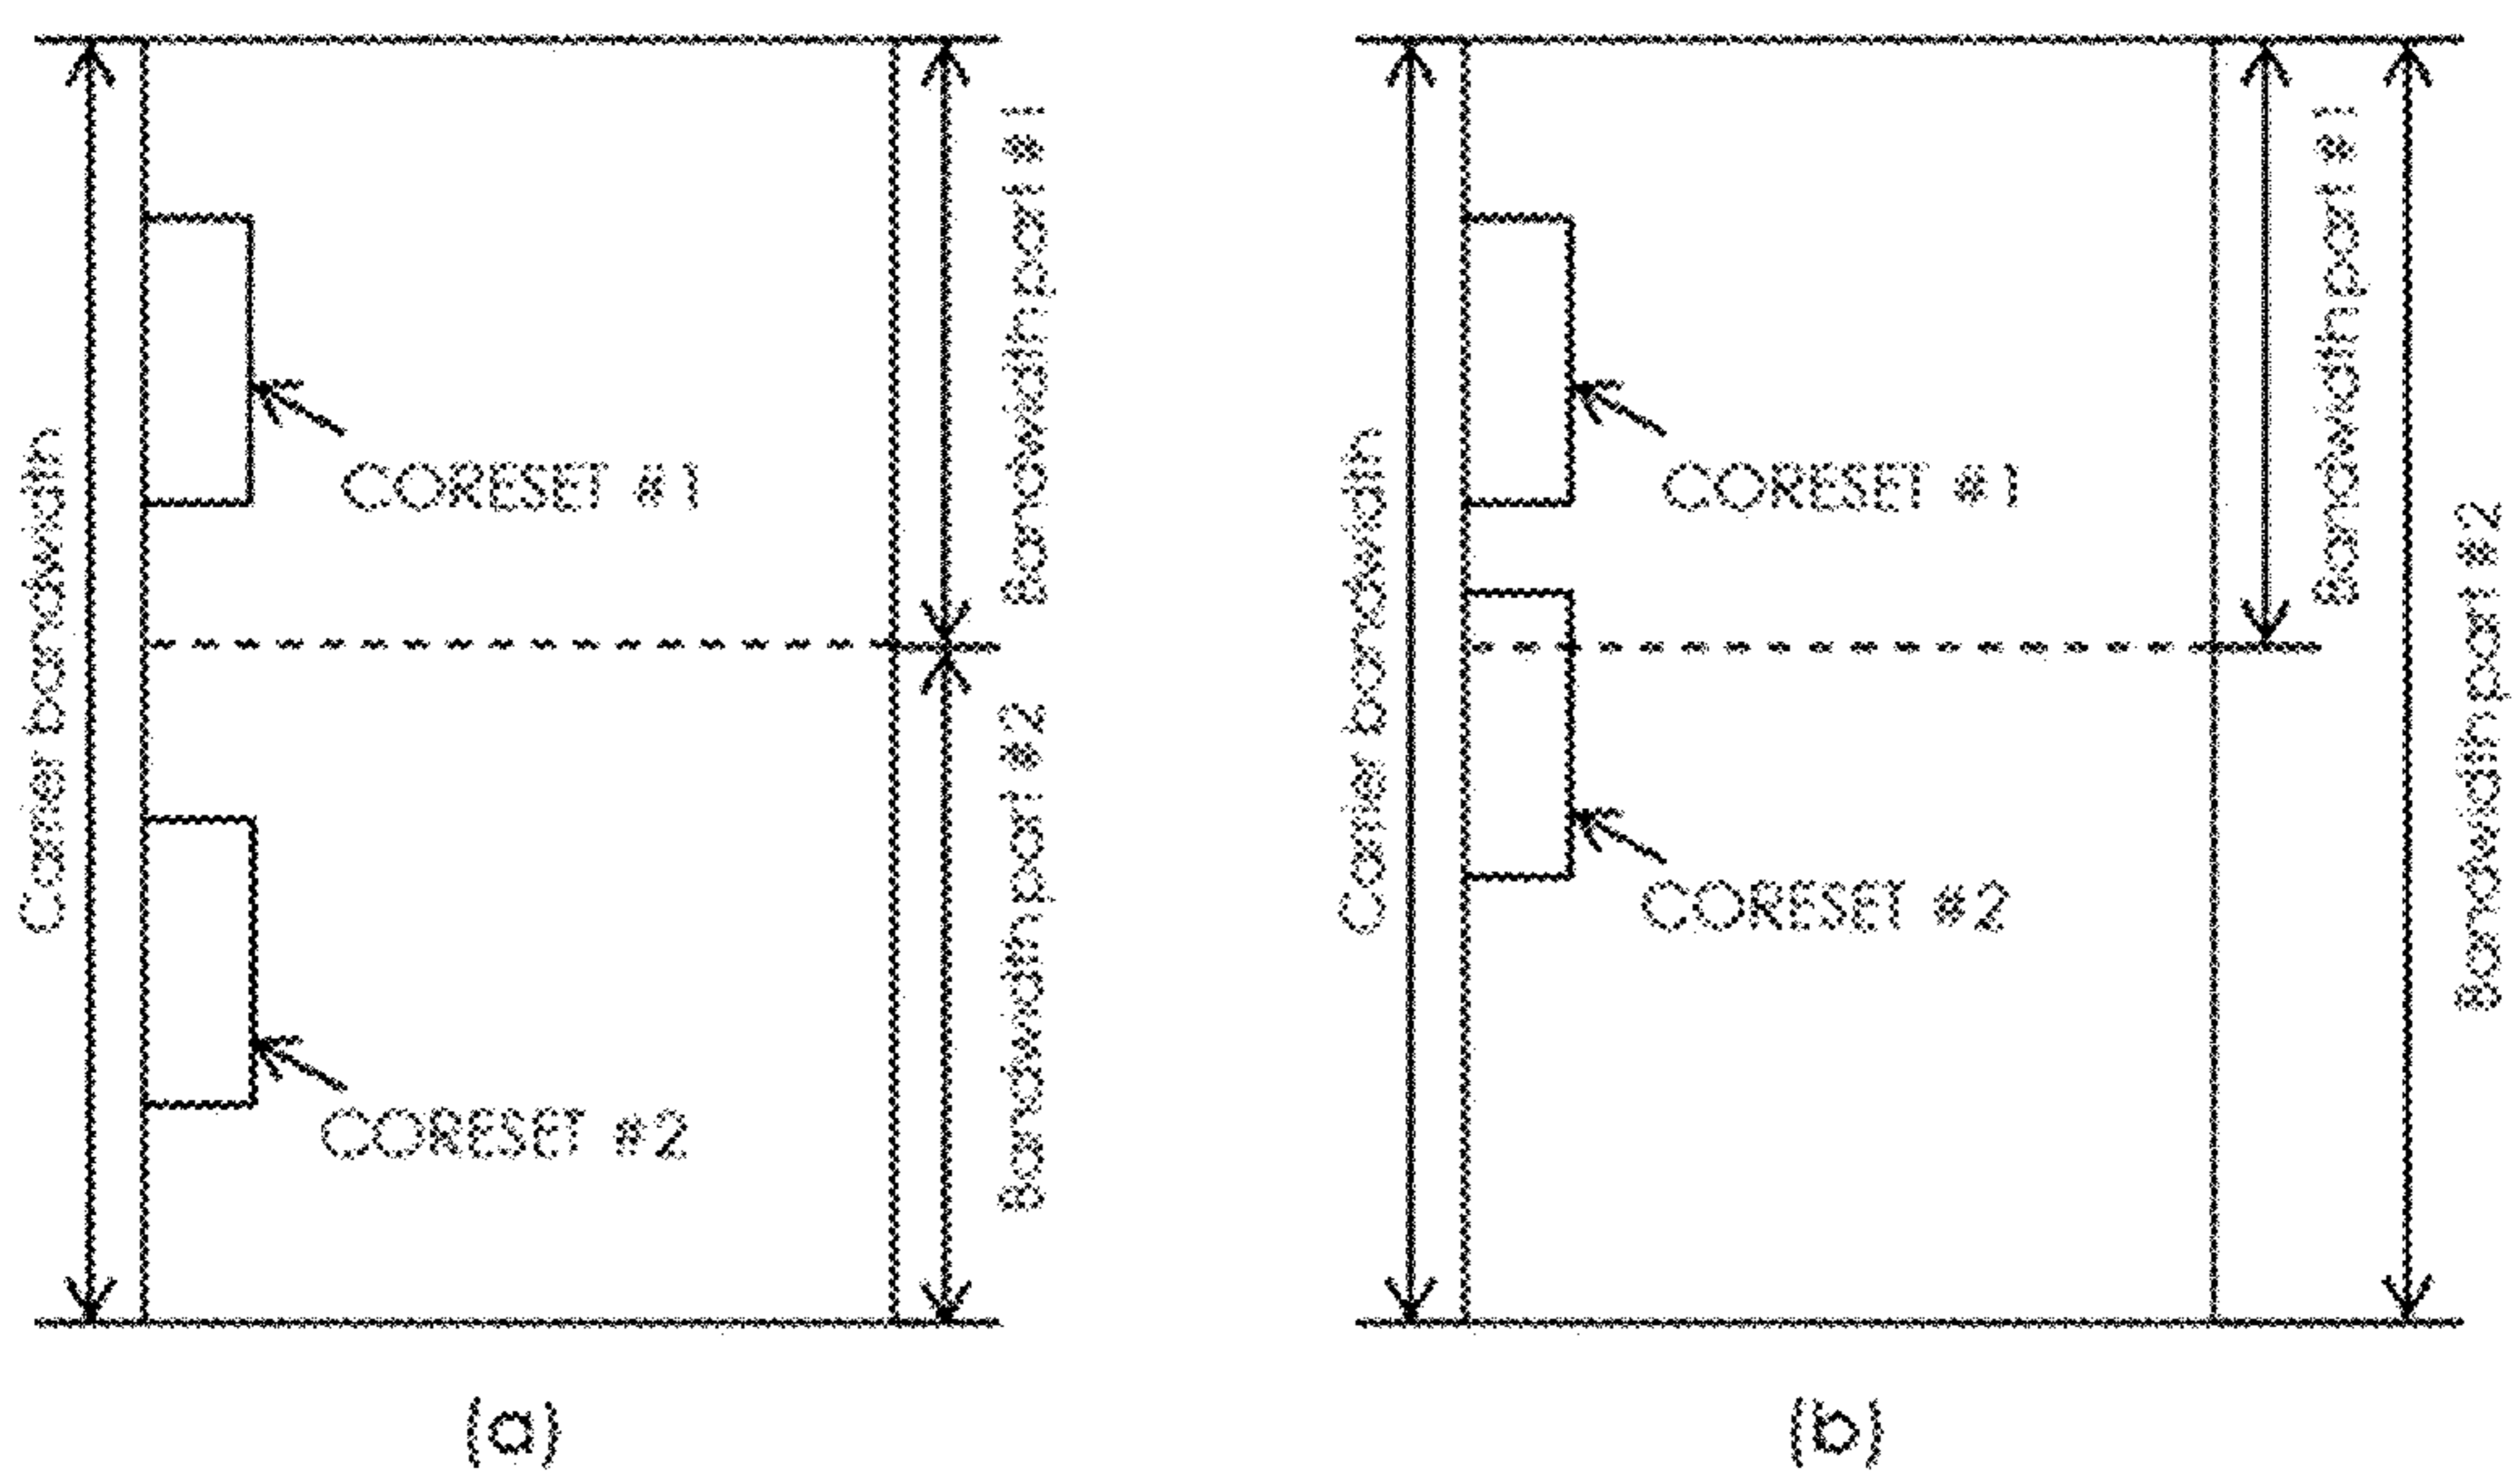 Carrier bandwidth
CORESET #1
CORESET #2
Bandwidth part #1
Bandwidth part #2
(a)
Carrier bandwidth
CORESET #1
CORESET #2
Bandwidth part #1
Bandwidth part #2
(b)